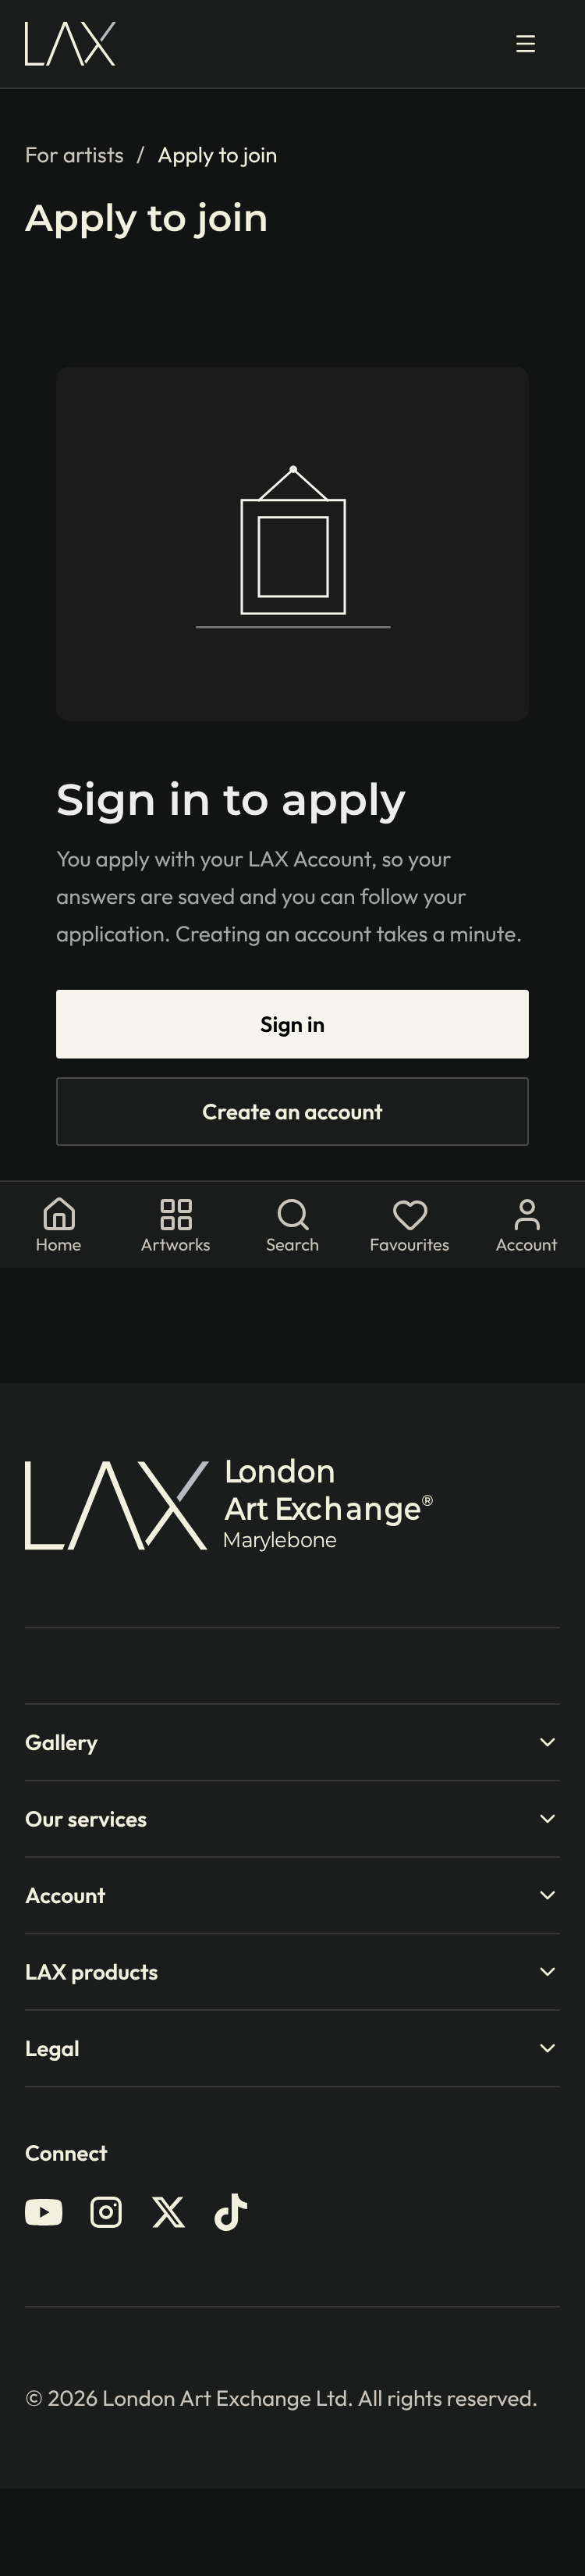 LAX
For artists / Apply to join
Apply to join
Sign in to apply
You apply with your LAX Account, so your
answers are saved and you can follow your
application. Creating an account takes a minute.
Sign in
Create an account
Home Artworks Search Favourites Account
LAX London
Art Exchange®
Marylebone
Gallery
Our services
Account
LAX products
Legal
Connect
© 2026 London Art Exchange Ltd. All rights reserved.